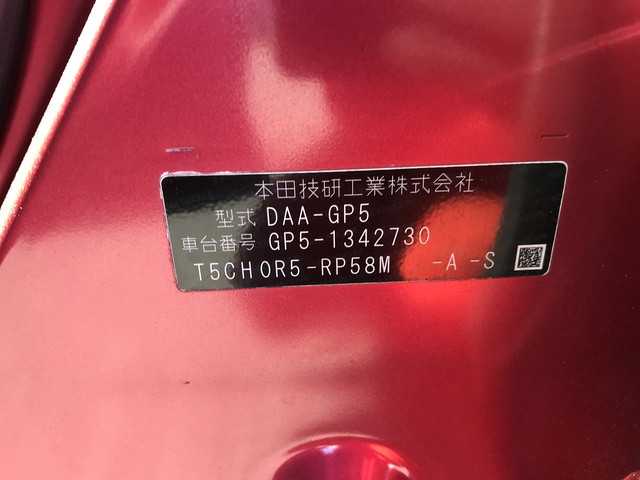 本田技研工業株式会社
型式 DAA-GP5
車台番号 GP5-1342730
T5CH0R5-RP58M -A -S